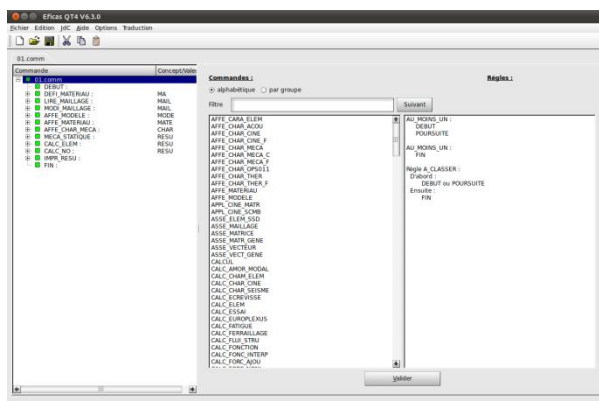 Eficas QT4 V6.3.0
Fichier Edition JdC Aide Options Traduction
01.comm
Commande Concept/Valeu
01.comm
DEBUT :
DEFI_MATERIAU : MA
LIRE_MAILLAGE : MAIL
MODI_MAILLAGE : MAIL
AFFE_MODELE : MODE
AFFE_MATERIAU : MATE
AFFE_CHAR_MECA : CHAR
MECA_STATIQUE : RESU
CALC_ELEM : RESU
CALC_NO : RESU
IMPR_RESU :
FIN :
Commandes :
alphabétique par groupe
Filtre Suivant
AFFE_CARA_ELEM
AFFE_CHAR_ACOU
AFFE_CHAR_CINE
AFFE_CHAR_CINE_F
AFFE_CHAR_MECA
AFFE_CHAR_MECA_C
AFFE_CHAR_MECA_F
AFFE_CHAR_OPS011
AFFE_CHAR_THER
AFFE_CHAR_THER_F
AFFE_MATERIAU
AFFE_MODELE
APPL_CINE_MATR
APPL_CINE_SCMB
ASSE_ELEM_SSD
ASSE_MAILLAGE
ASSE_MATRICE
ASSE_MATR_GENE
ASSE_VECTEUR
ASSE_VECT_GENE
CALCUL
CALC_AMOR_MODAL
CALC_CHAM_ELEM
CALC_CHAR_CINE
CALC_CHAR_SEISME
CALC_ECREVISSE
CALC_ELEM
CALC_ESSAI
CALC_EUROPLEXUS
CALC_FATIGUE
CALC_FERRAILLAGE
CALC_FLUI_STRU
CALC_FONCTION
CALC_FONC_INTERP
CALC_FORC_AJOU
Règles :
AU_MOINS_UN :
DEBUT
POURSUITE
AU_MOINS_UN :
FIN
Règle A_CLASSER :
D'abord :
DEBUT ou POURSUITE
Ensuite :
FIN
Valider